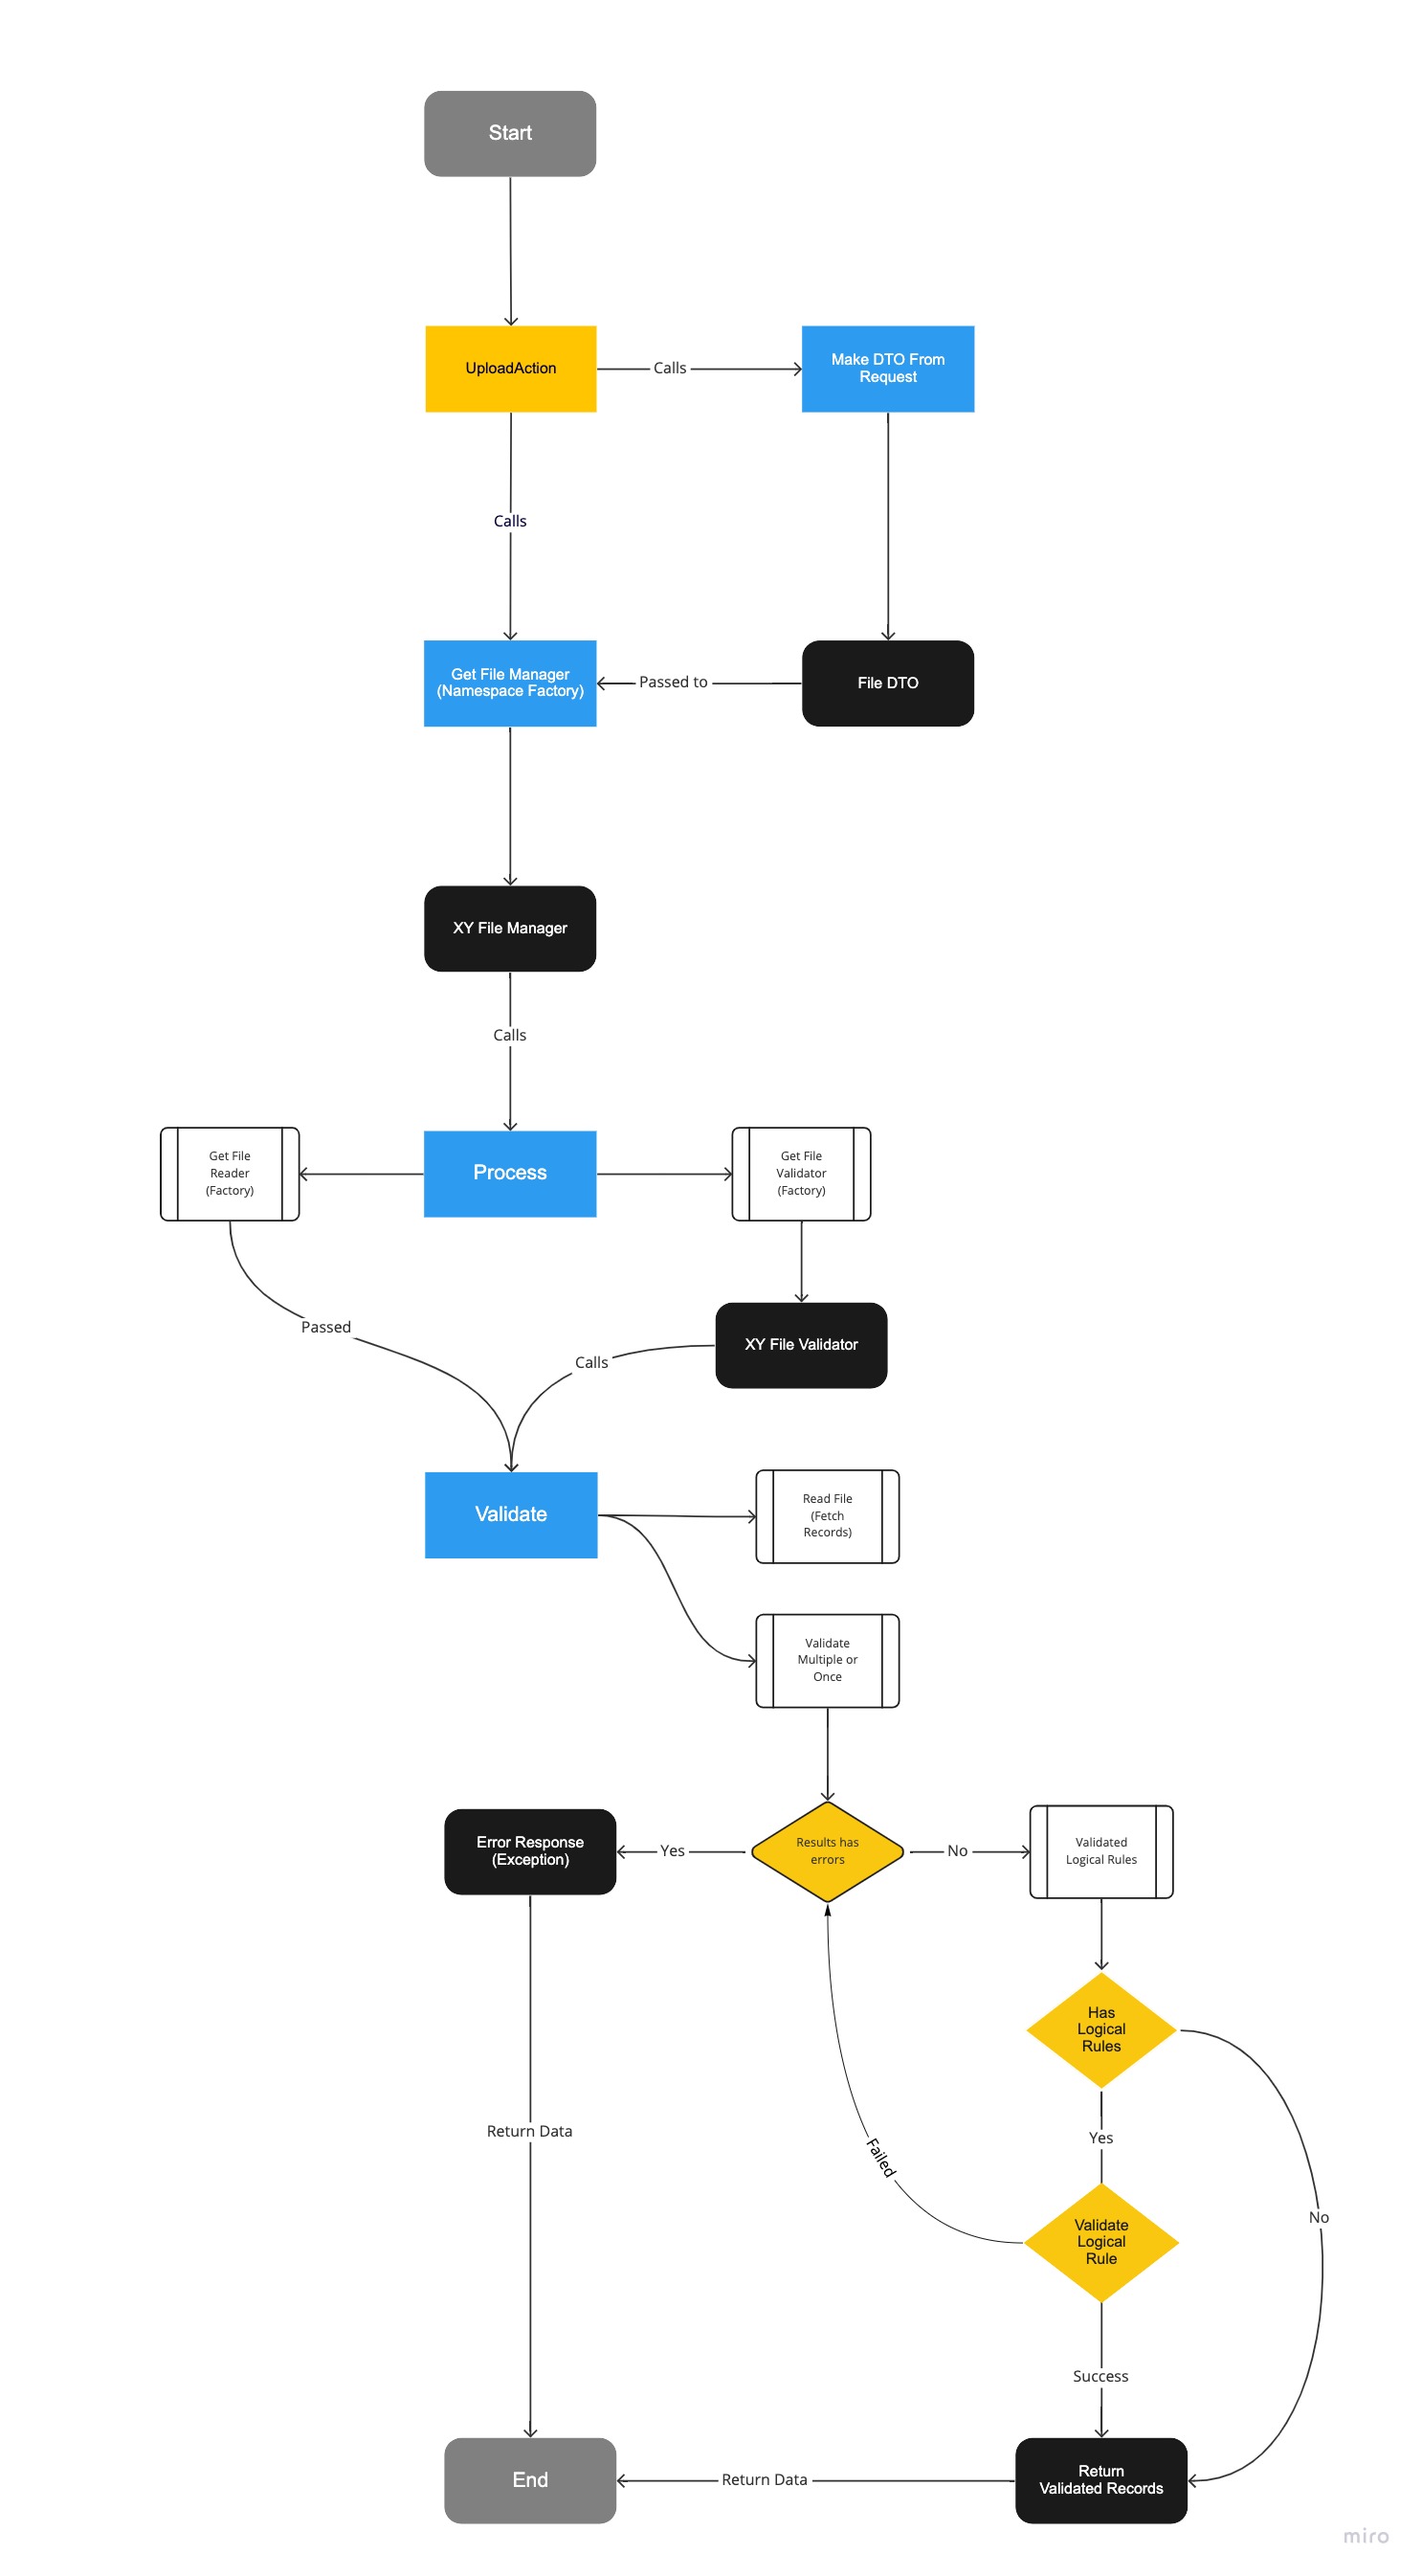 Start
UploadAction
Calls
Make DTO From
Request
Calls
Get File Manager
(Namespace Factory)
Passed to
File DTO
XY File Manager
Calls
Get File
Reader
(Factory)
Process
Get File
Validator
(Factory)
Passed
XY File Validator
Calls
Validate
Read File
(Fetch
Records)
Validate
Multiple or
Once
Error Response
(Exception)
Yes
Results has
errors
No
Validated
Logical Rules
Has
Logical
Rules
Return Data
Yes
Failed
No
Validate
Logical
Rule
Success
End
Return Data
Return
Validated Records
miro